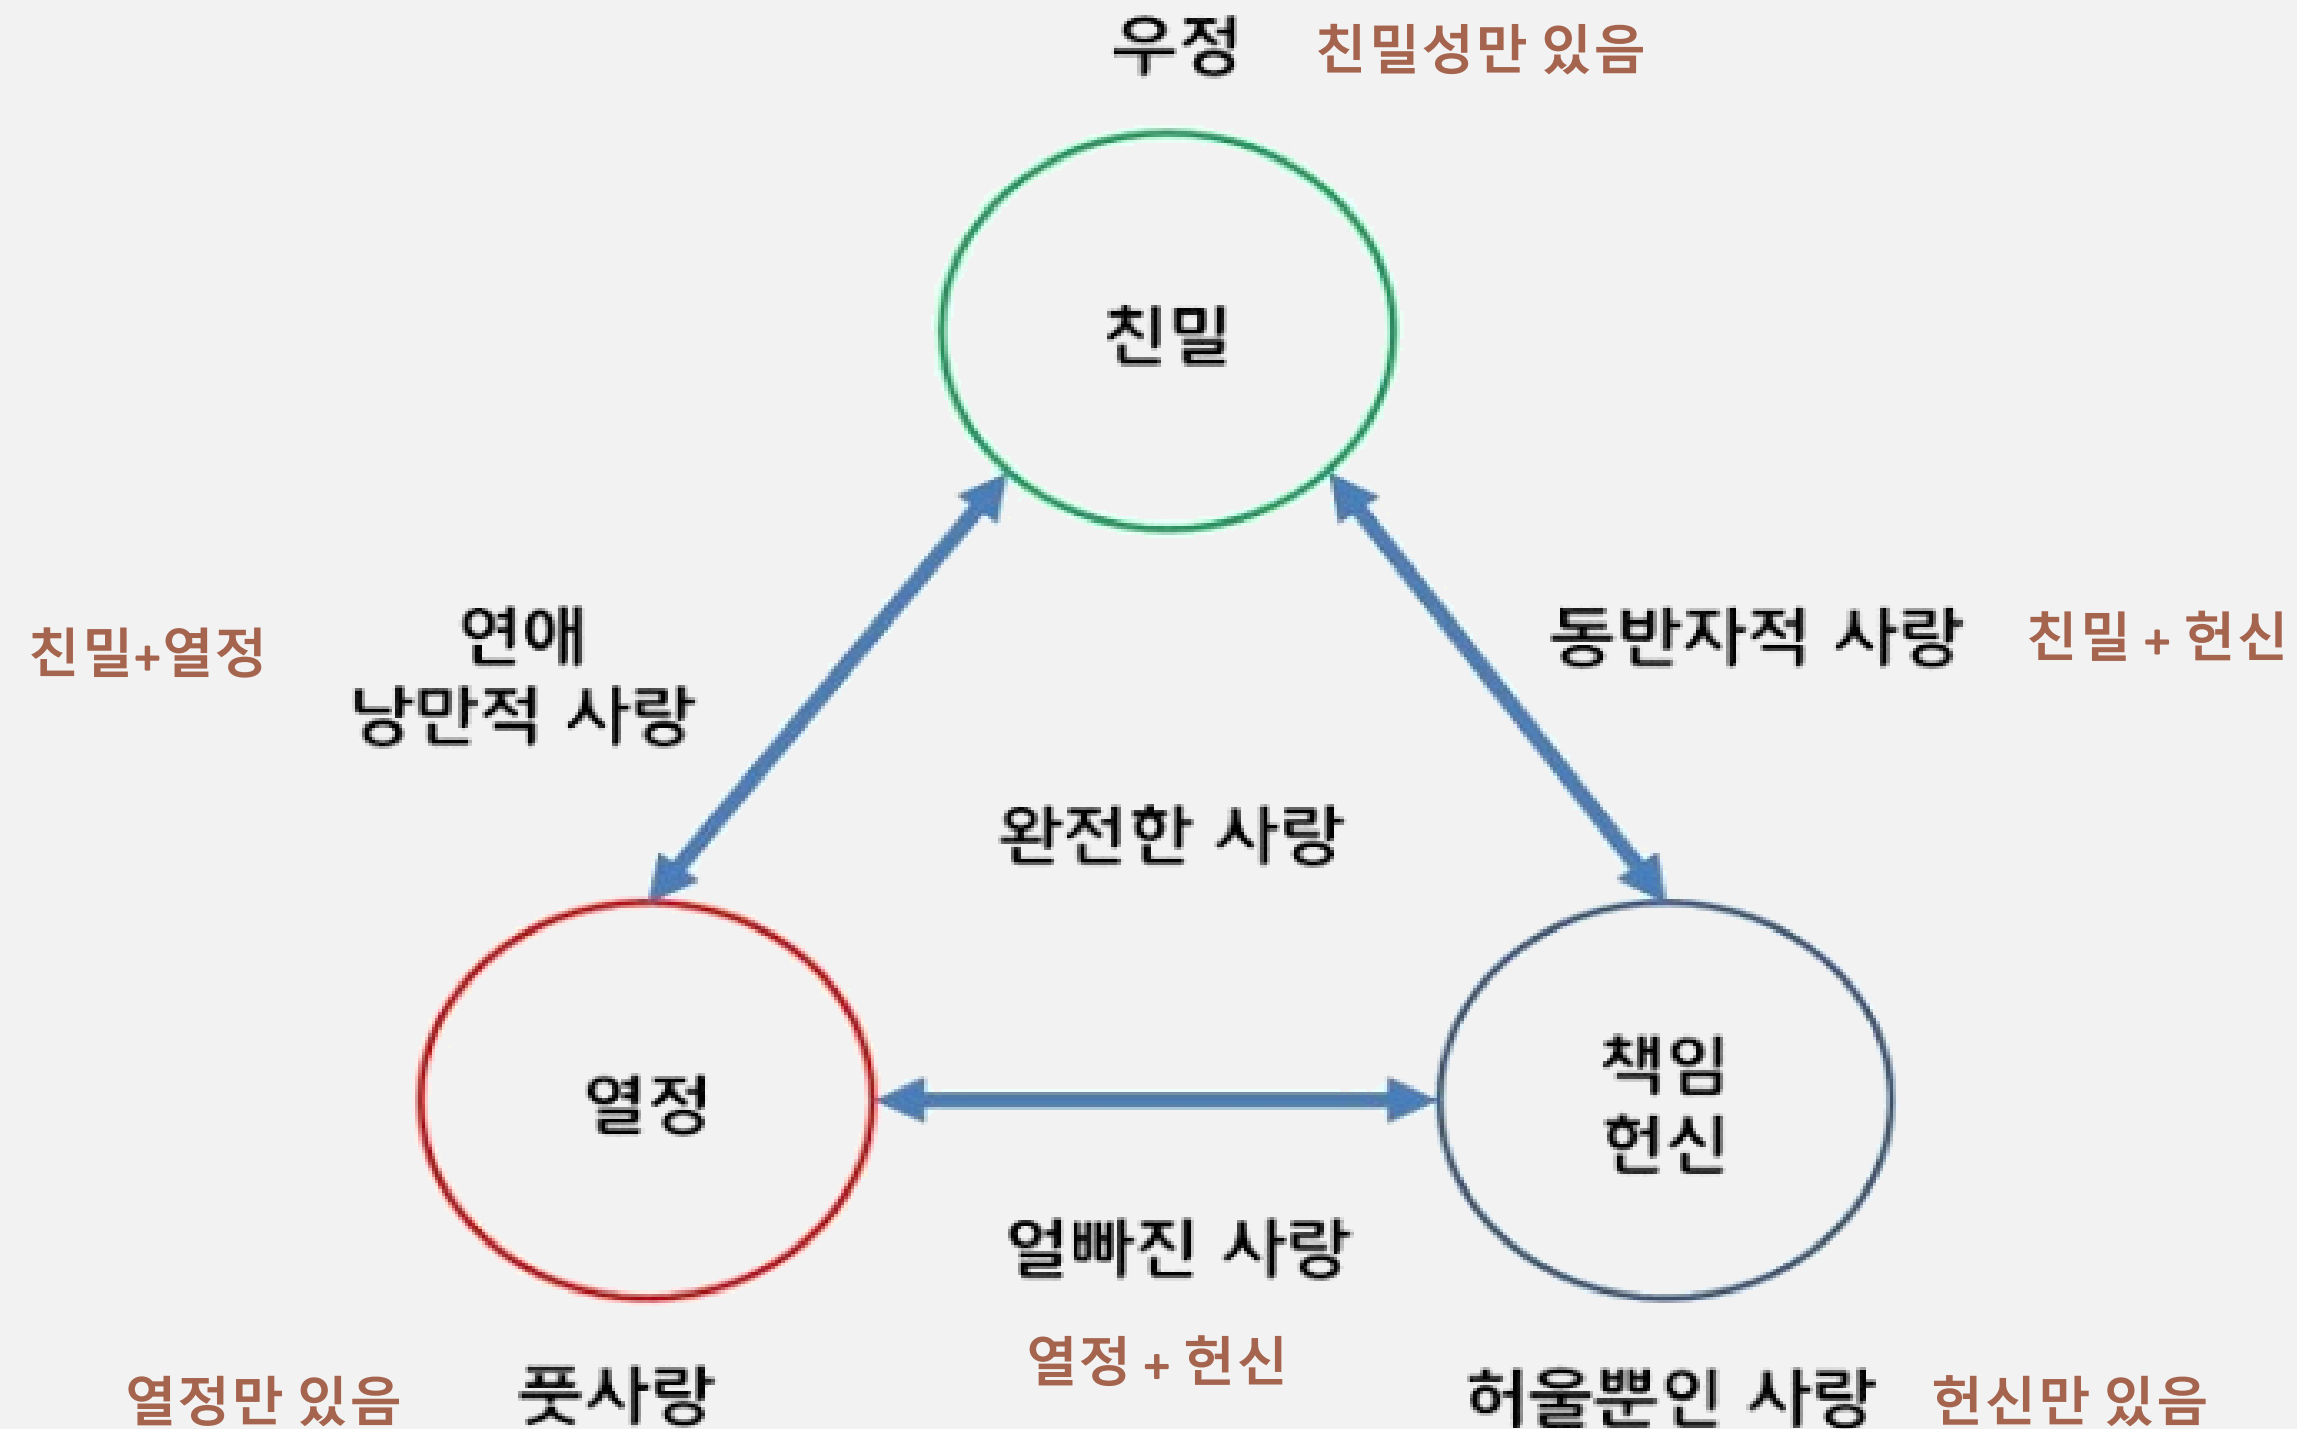 우정 친밀성만 있음
친밀
친밀+열정
연애
낭만적 사랑
동반자적 사랑 친밀 + 헌신
완전한 사랑
열정
책임
헌신
얼빠진 사랑
열정 + 헌신
열정만 있음 풋사랑
허울뿐인 사랑 헌신만 있음